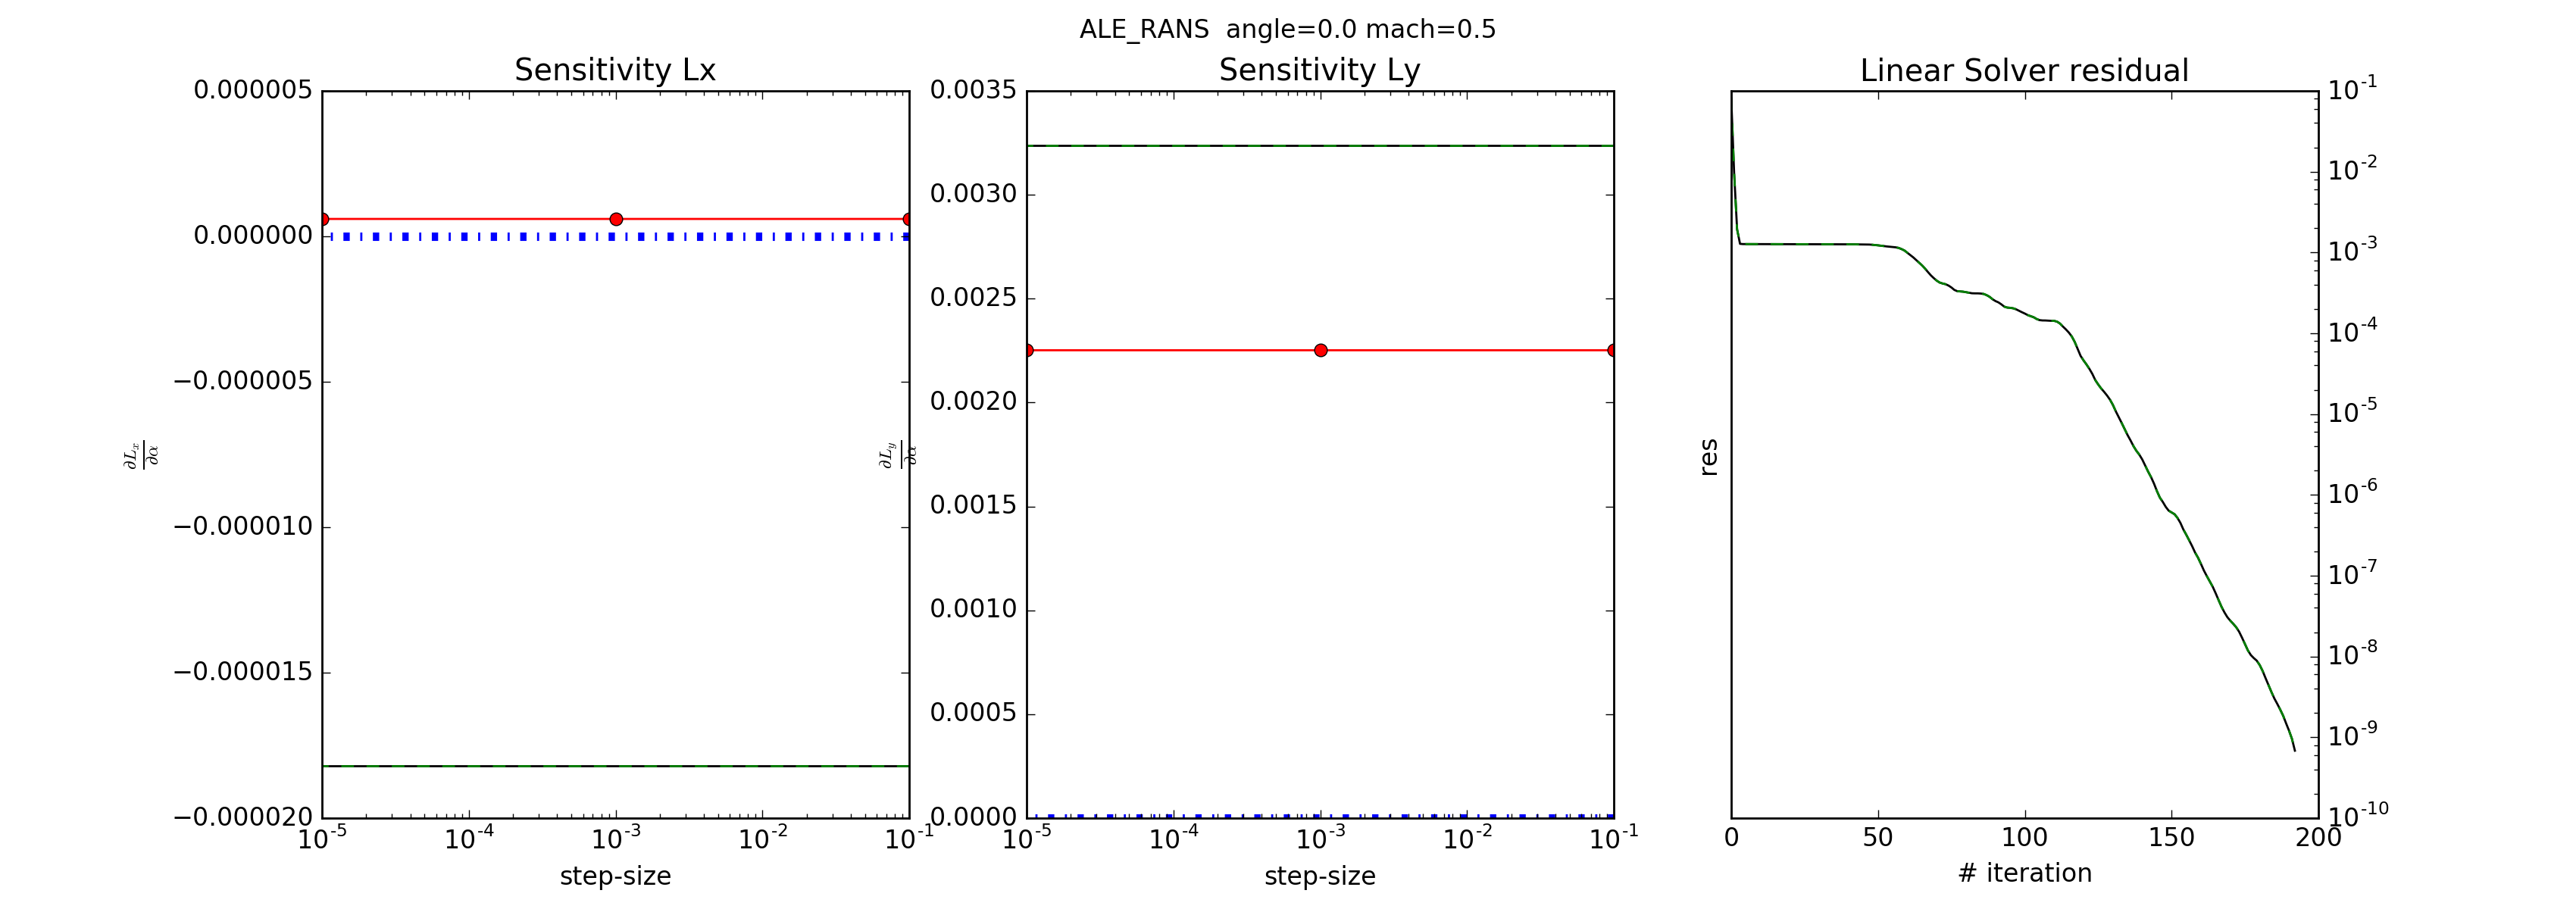 ALE_RANS  angle=0.0 mach=0.5
Sensitivity Lx
0.000005
0.000000
−0.000005
−0.000010
−0.000015
−0.000020
∂Lₓ/∂α
10^-5 10^-4 10^-3 10^-2 10^-1
step-size
Sensitivity Ly
0.0035
0.0030
0.0025
0.0020
0.0015
0.0010
0.0005
0.0000
∂L_y/∂α
10^-5 10^-4 10^-3 10^-2 10^-1
step-size
Linear Solver residual
res
10^-1
10^-2
10^-3
10^-4
10^-5
10^-6
10^-7
10^-8
10^-9
10^-10
0 50 100 150 200
# iteration